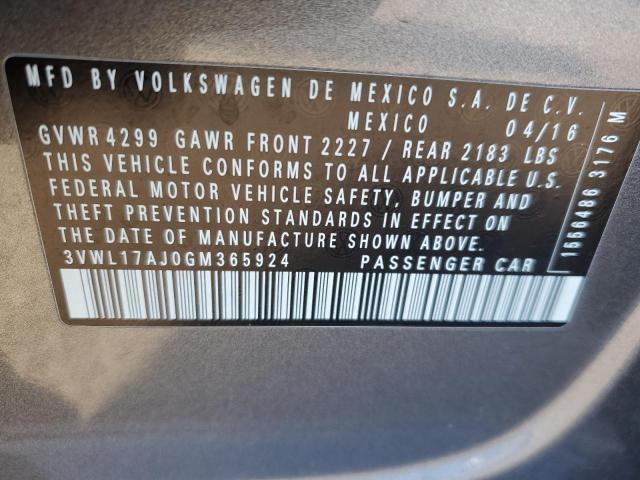 MFD BY VOLKSWAGEN DE MEXICO S.A. DE C.V.
MEXICO 04/16
GVWR 4299 GAWR FRONT 2227 / REAR 2183 LBS
THIS VEHICLE CONFORMS TO ALL APPLICABLE U.S.
FEDERAL MOTOR VEHICLE SAFETY, BUMPER AND
THEFT PREVENTION STANDARDS IN EFFECT ON
THE DATE OF MANUFACTURE SHOWN ABOVE.
3VWL17AJ0GM365924 PASSENGER CAR
1666486 3176 M